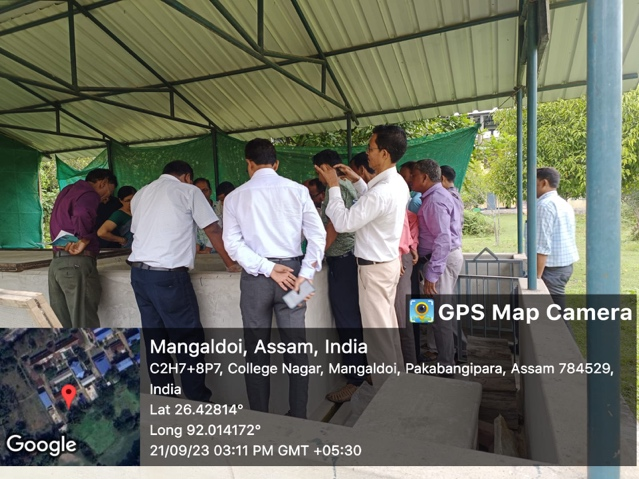 GPS Map Camera
Mangaldoi, Assam, India
C2H7+8P7, College Nagar, Mangaldoi, Pakabangipara, Assam 784529,
India
Lat 26.42814°
Long 92.014172°
21/09/23 03:11 PM GMT +05:30
Google